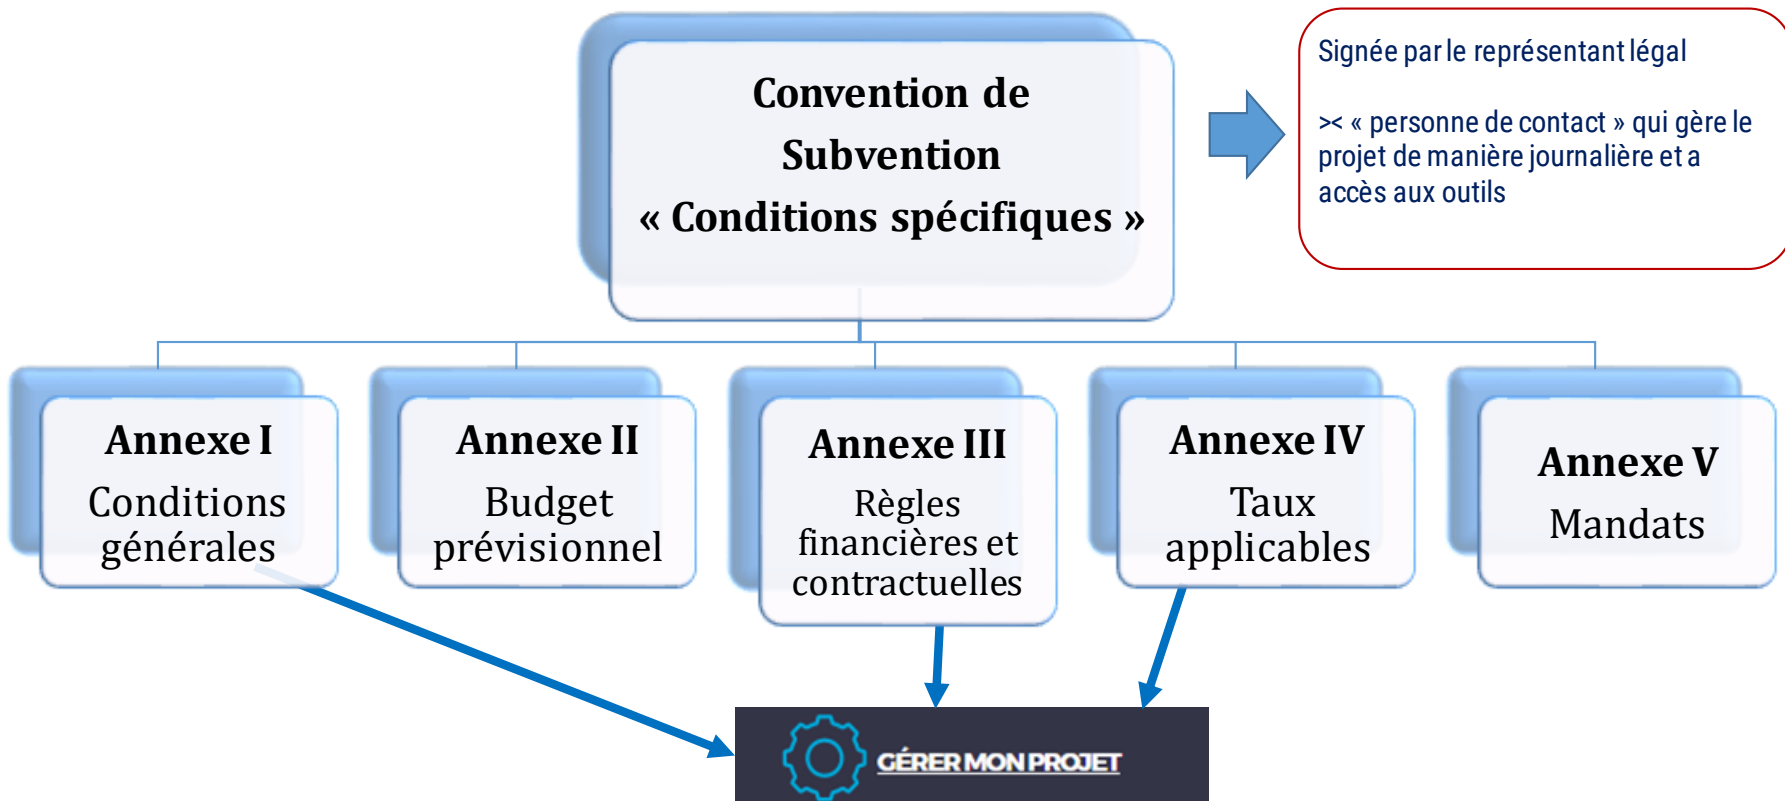 Convention de
Subvention
« Conditions spécifiques »
Signée par le représentant légal
>< « personne de contact » qui gère le
projet de manière journalière et a
accès aux outils
Annexe I
Conditions
générales
Annexe II
Budget
prévisionnel
Annexe III
Règles
financières et
contractuelles
Annexe IV
Taux
applicables
Annexe V
Mandats
GÉRER MON PROJET